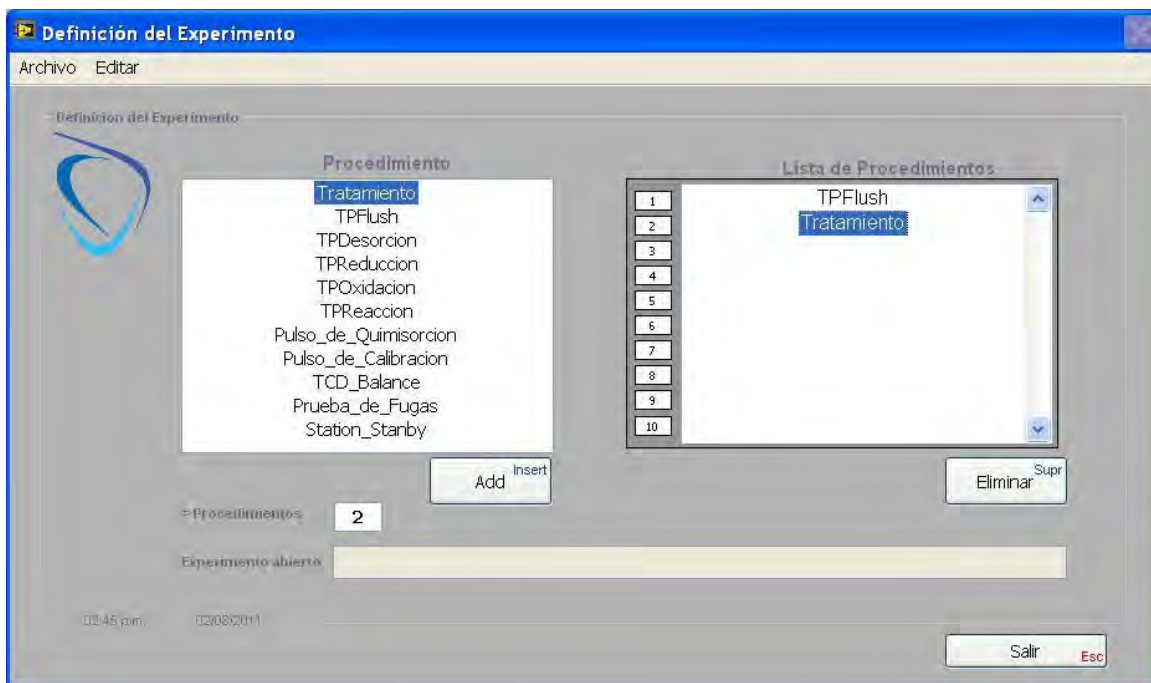 Definición del Experimento
Archivo Editar
Definicion del Experimento
Procedimiento
Tratamiento
TPFlush
TPDesorcion
TPReduccion
TPOxidacion
TPReaccion
Pulso_de_Quimisorcion
Pulso_de_Calibracion
TCD_Balance
Prueba_de_Fugas
Station_Stanby
Add Insert
Lista de Procedimientos
1 TPFlush
2 Tratamiento
3
4
5
6
7
8
9
10
Eliminar Supr
= Procedimientos 2
Experimento abierto
02:45 p.m. 02/08/2011
Salir Esc